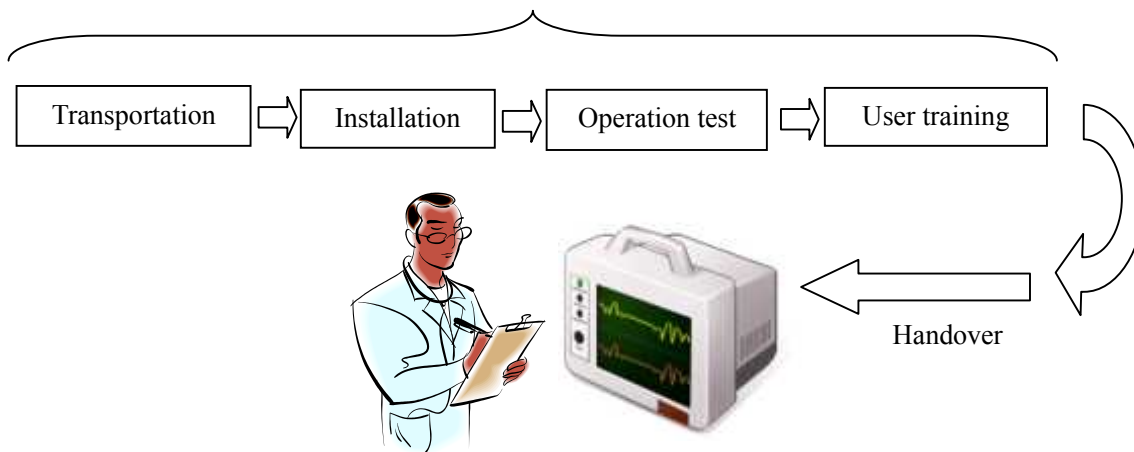 Transportation
Installation
Operation test
User training
Handover